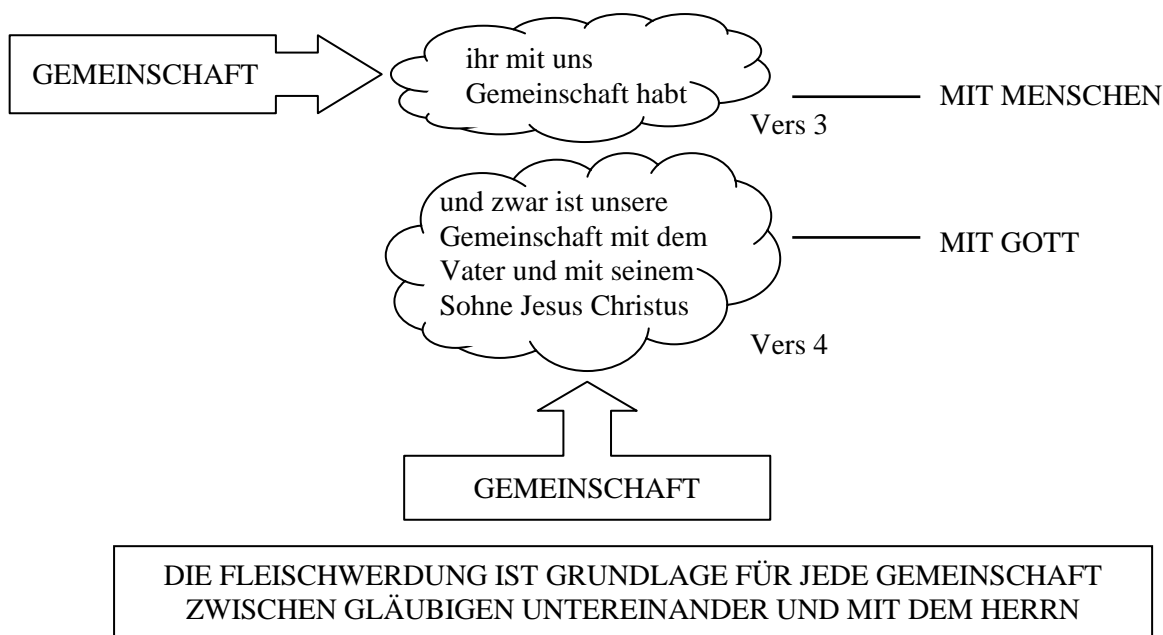 GEMEINSCHAFT
ihr mit uns
Gemeinschaft habt
MIT MENSCHEN
Vers 3
und zwar ist unsere
Gemeinschaft mit dem
Vater und mit seinem
Sohne Jesus Christus
MIT GOTT
Vers 4
GEMEINSCHAFT
DIE FLEISCHWERDUNG IST GRUNDLAGE FÜR JEDE GEMEINSCHAFT
ZWISCHEN GLÄUBIGEN UNTEREINANDER UND MIT DEM HERRN